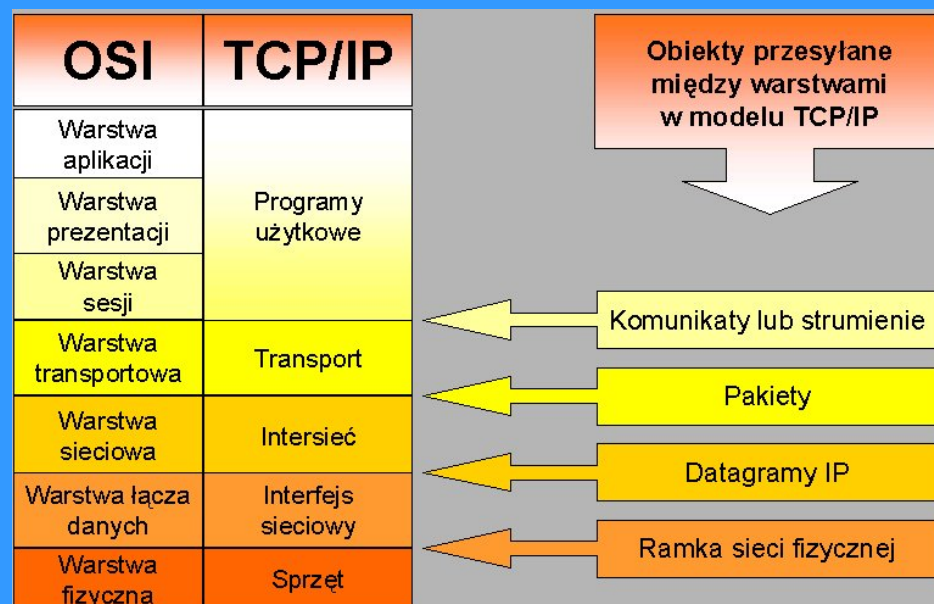 OSI
TCP/IP
Obiekty przesyłane
między warstwami
w modelu TCP/IP
Warstwa
aplikacji
Warstwa
prezentacji
Warstwa
sesji
Programy
użytkowe
Komunikaty lub strumienie
Warstwa
transportowa
Transport
Pakiety
Warstwa
sieciowa
Intersieć
Datagramy IP
Warstwa łącza
danych
Interfejs
sieciowy
Ramka sieci fizycznej
Warstwa
fizyczna
Sprzęt